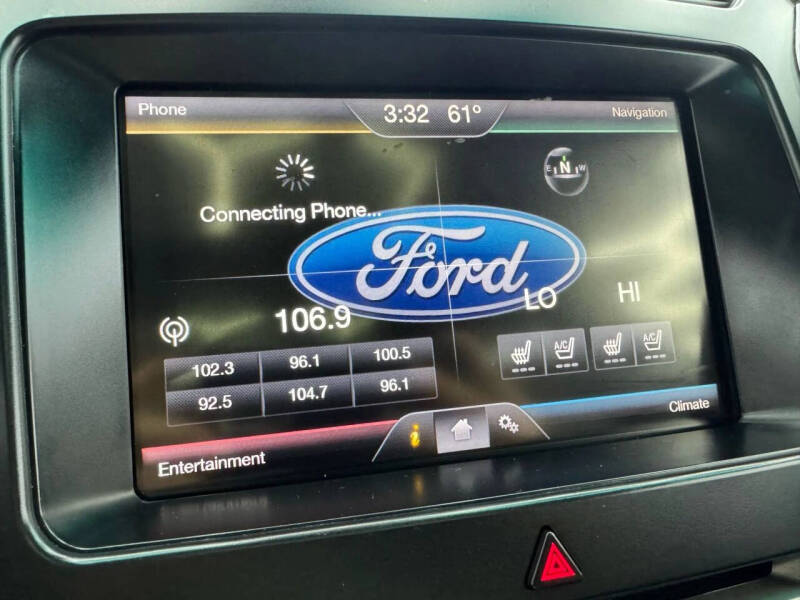 Phone
3:32 61°
Navigation
E N W
Connecting Phone...
Ford
LO HI
106.9
102.3 96.1 100.5
92.5 104.7 96.1
A/C A/C
i
Climate
Entertainment